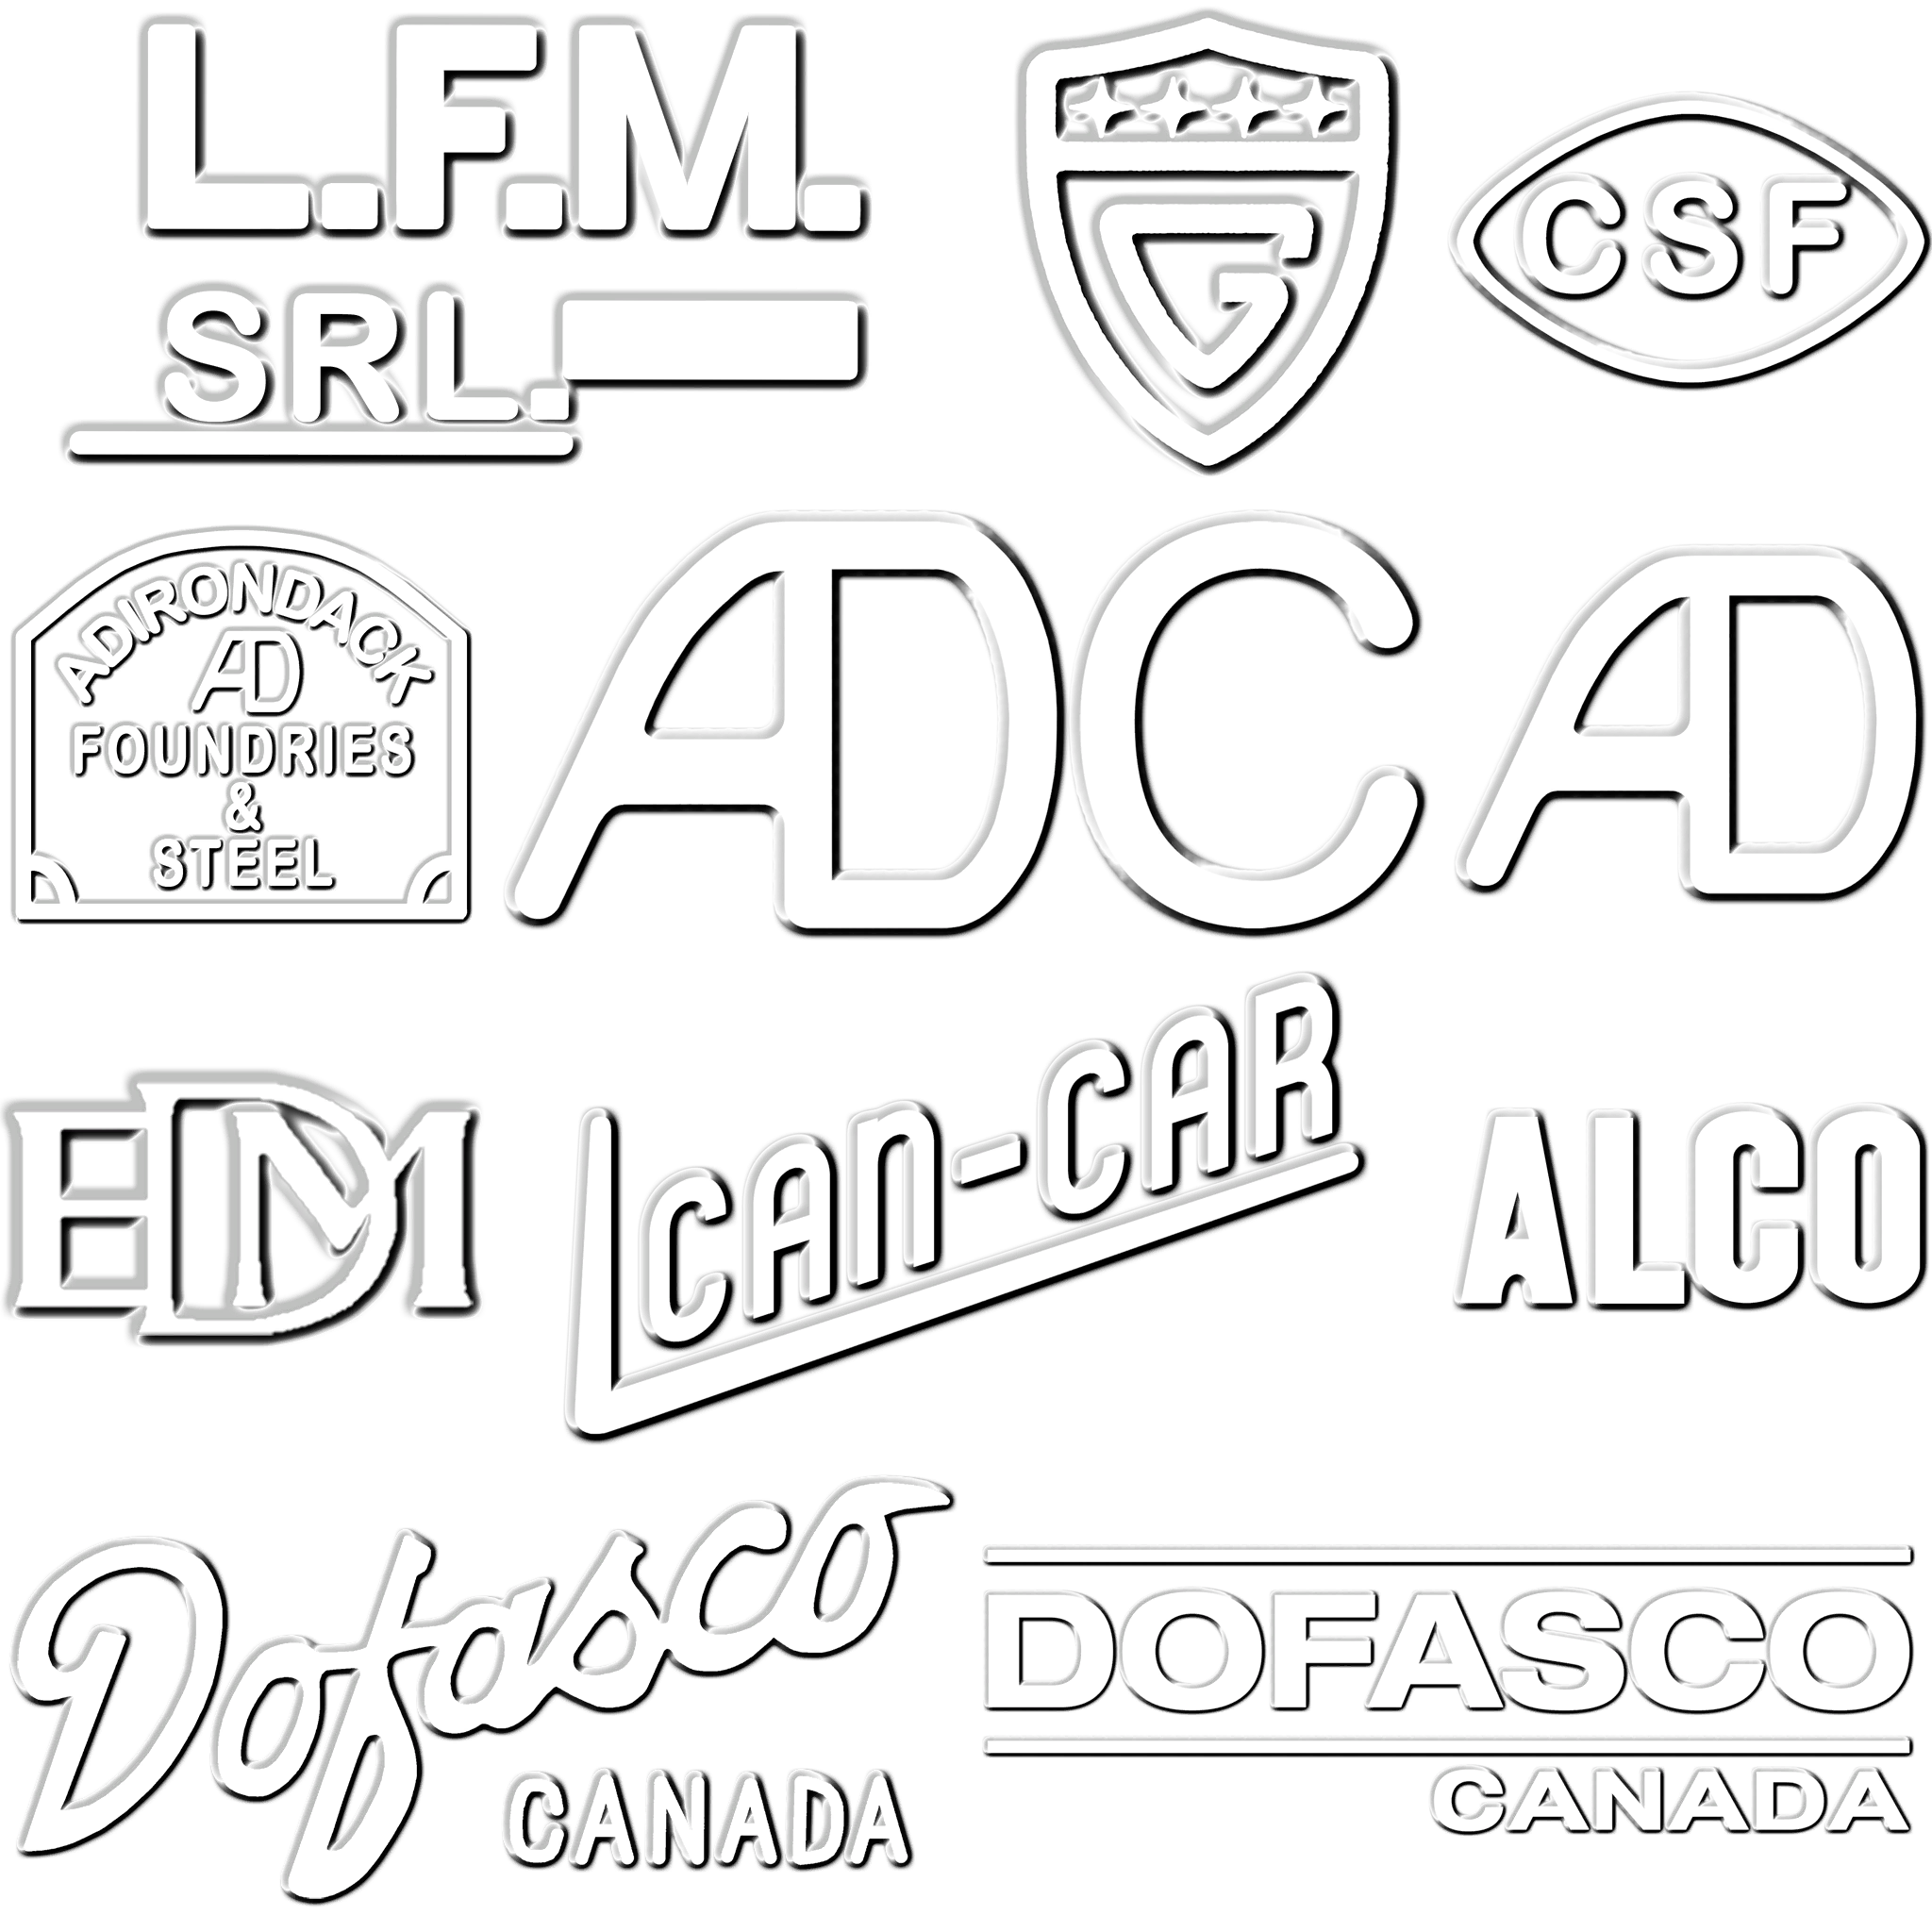 L.F.M.
SRL.
G
CSF
ADIRONDACK
AD
FOUNDRIES
&
STEEL
ADC
AD
EDM
CAN-CAR
ALCO
Dofasco
CANADA
DOFASCO
CANADA